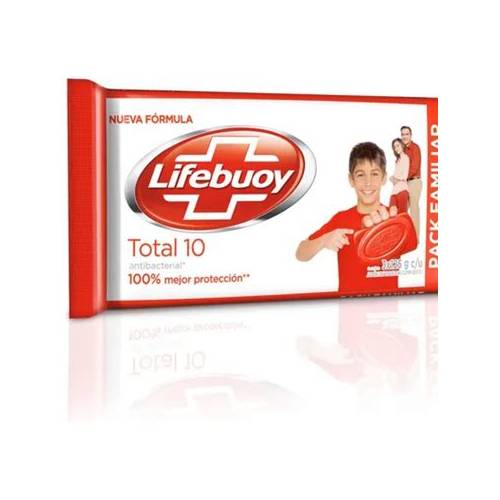 NUEVA FÓRMULA
Lifebuoy
Total 10
antibacterial*
100% mejor protección**
PACK FAMILIAR
g c/u